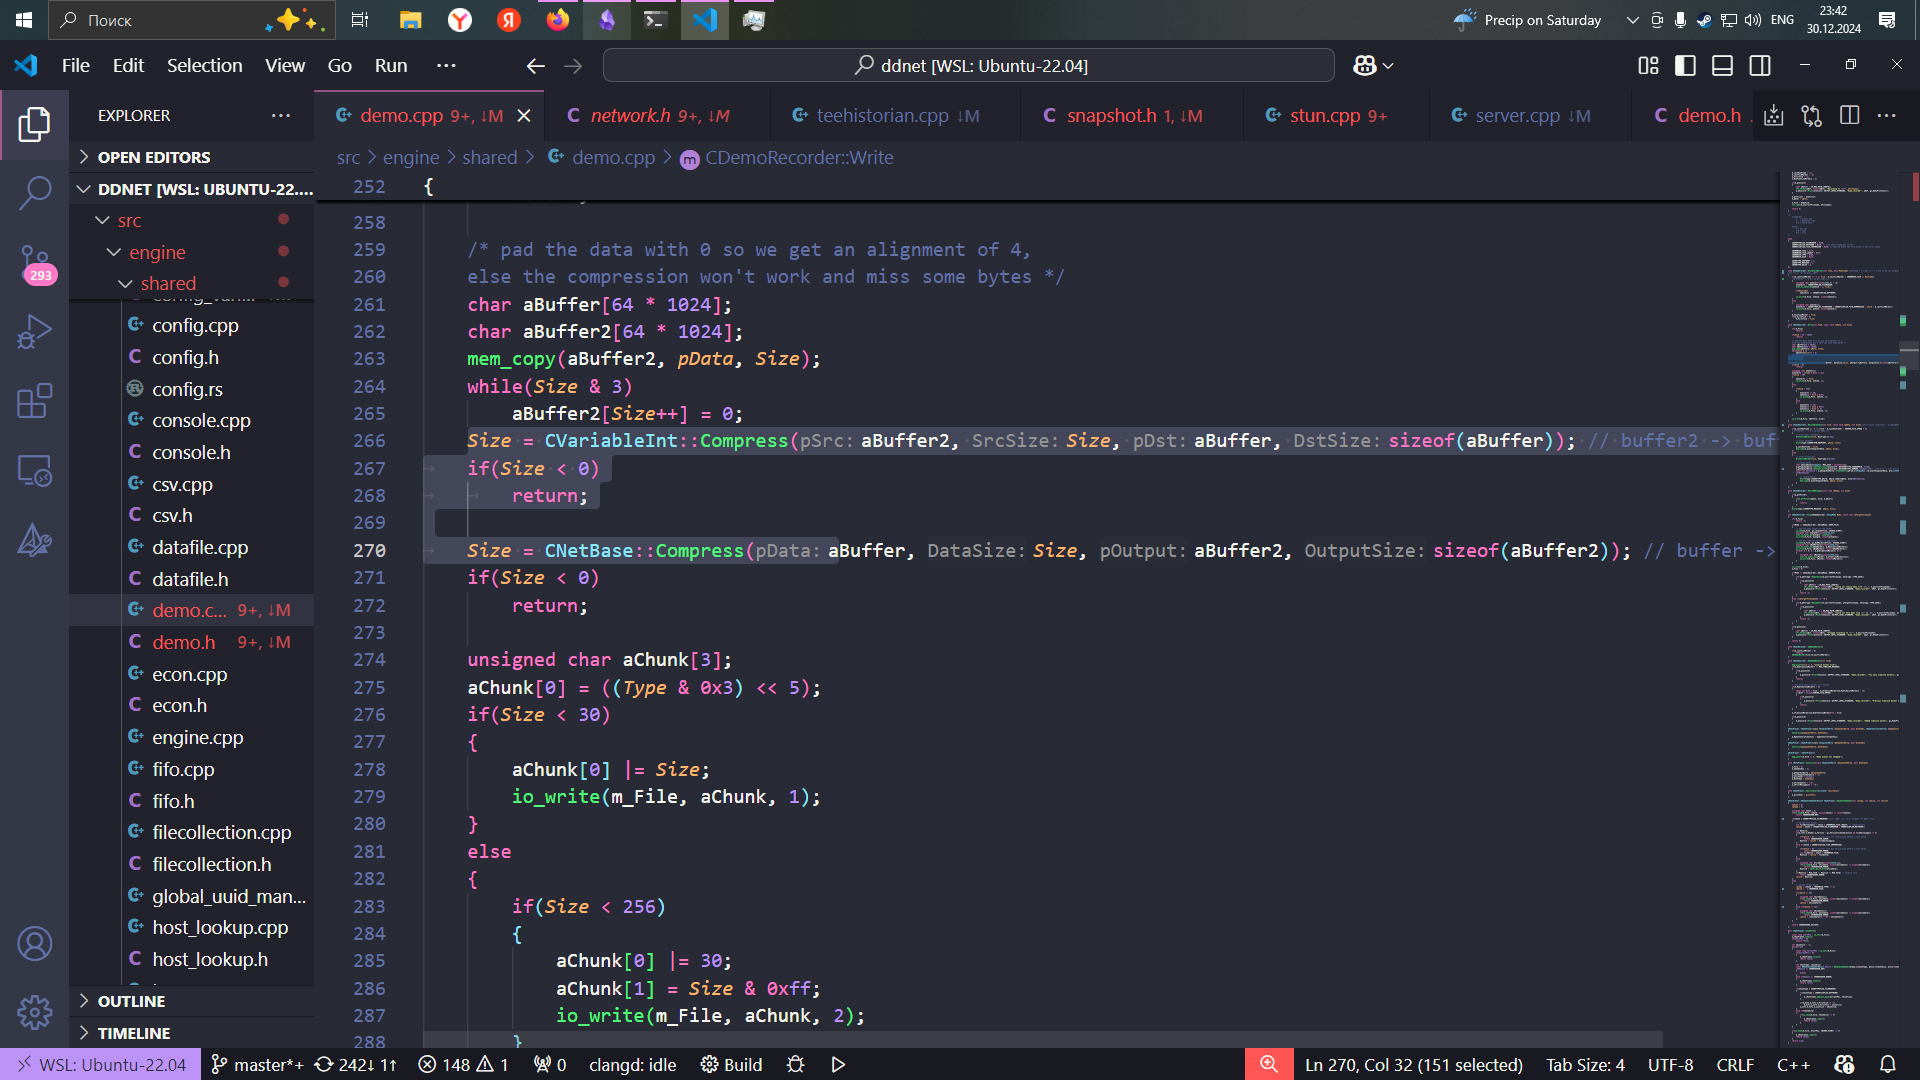 Поиск
Precip on Saturday
ENG
23:42
30.12.2024
File Edit Selection View Go Run ···
ddnet [WSL: Ubuntu-22.04]
EXPLORER
demo.cpp 9+, ↓M
network.h 9+, ↓M
teehistorian.cpp ↓M
snapshot.h 1, ↓M
stun.cpp 9+
server.cpp ↓M
demo.h
OPEN EDITORS
DDNET [WSL: UBUNTU-22....
src
engine
shared
config.cpp
config.h
config.rs
console.cpp
console.h
csv.cpp
csv.h
datafile.cpp
datafile.h
demo.c... 9+, ↓M
demo.h 9+, ↓M
econ.cpp
econ.h
engine.cpp
fifo.cpp
fifo.h
filecollection.cpp
filecollection.h
global_uuid_man...
host_lookup.cpp
host_lookup.h
OUTLINE
TIMELINE
293
src > engine > shared > demo.cpp > CDemoRecorder::Write
252 {
258
259 /* pad the data with 0 so we get an alignment of 4,
260 else the compression won't work and miss some bytes */
261 char aBuffer[64 * 1024];
262 char aBuffer2[64 * 1024];
263 mem_copy(aBuffer2, pData, Size);
264 while(Size & 3)
265 aBuffer2[Size++] = 0;
266 Size = CVariableInt::Compress(pSrc: aBuffer2, SrcSize: Size, pDst: aBuffer, DstSize: sizeof(aBuffer)); // buffer2 -> buf
267 if(Size < 0)
268 return;
269
270 Size = CNetBase::Compress(pData: aBuffer, DataSize: Size, pOutput: aBuffer2, OutputSize: sizeof(aBuffer2)); // buffer ->
271 if(Size < 0)
272 return;
273
274 unsigned char aChunk[3];
275 aChunk[0] = ((Type & 0x3) << 5);
276 if(Size < 30)
277 {
278 aChunk[0] |= Size;
279 io_write(m_File, aChunk, 1);
280 }
281 else
282 {
283 if(Size < 256)
284 {
285 aChunk[0] |= 30;
286 aChunk[1] = Size & 0xff;
287 io_write(m_File, aChunk, 2);
288 }
WSL: Ubuntu-22.04 master*+ 242↓ 1↑ 148 1 0 clangd: idle Build
Ln 270, Col 32 (151 selected) Tab Size: 4 UTF-8 CRLF C++